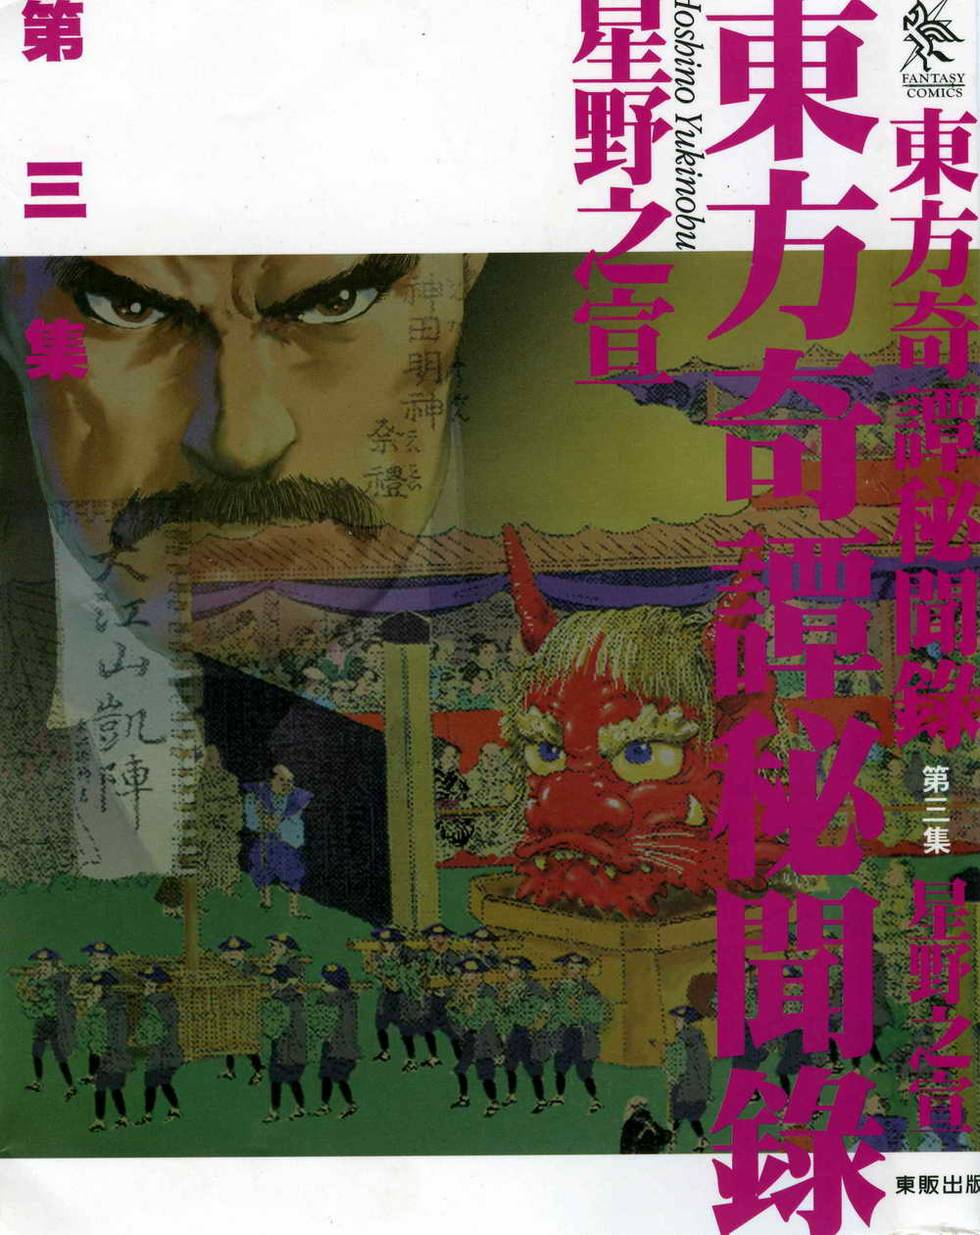 FANTASY
COMICS
東方奇譚秘聞錄
第三集
星野之宣
東販出版
東方奇譚秘聞錄
Hoshino Yukinobu
星野之宣
神田明神
祭禮
大江山凱陣
第三集